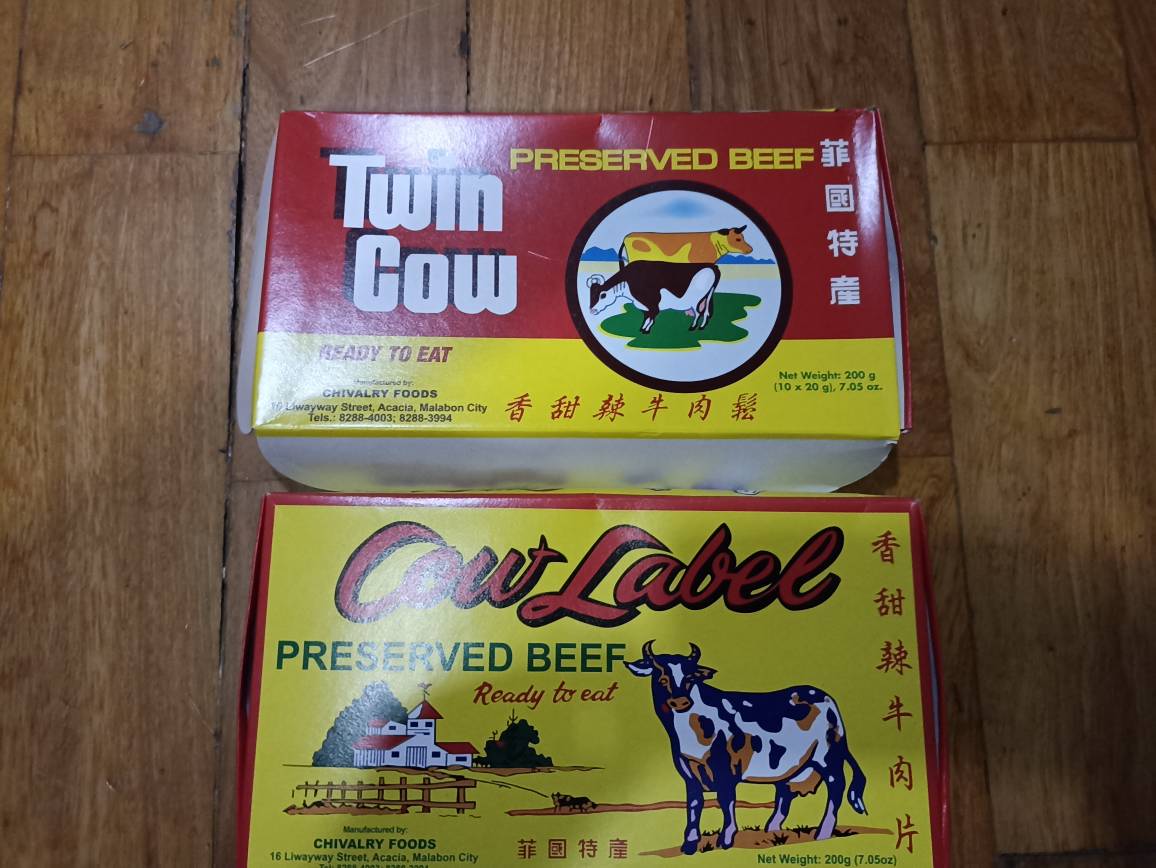 Twin
Cow
PRESERVED BEEF
菲國特產
READY TO EAT
Manufactured by:
CHIVALRY FOODS
16 Liwayway Street, Acacia, Malabon City
Tels.: 8288-4003; 8288-3994
香甜辣牛肉鬆
Net Weight: 200 g
(10 x 20 g), 7.05 oz.
Cow Label
PRESERVED BEEF
Ready to eat
香甜辣牛肉片
Manufactured by:
CHIVALRY FOODS
16 Liwayway Street, Acacia, Malabon City
菲國特產
Net Weight: 200g (7.05oz)